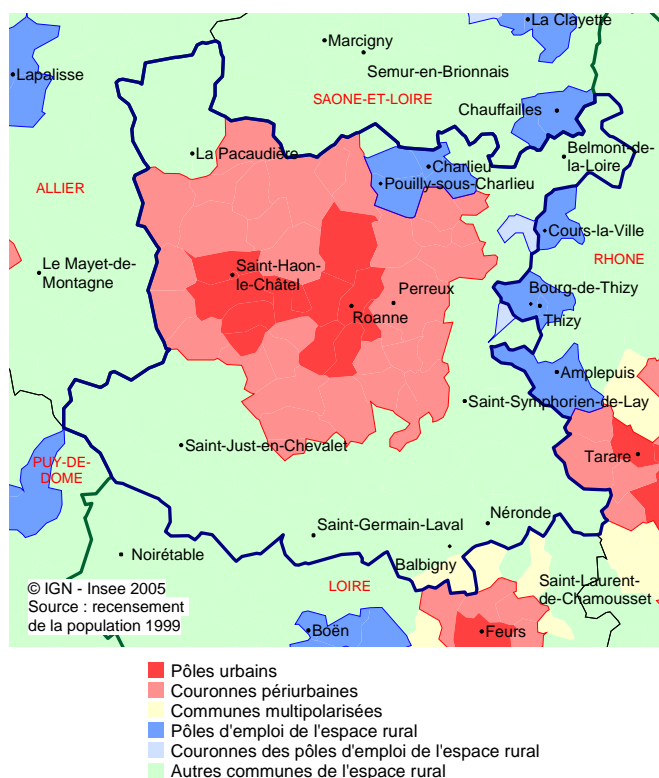 La Clayette
Marcigny
Semur-en-Brionnais
Lapalisse
SAONE-ET-LOIRE
Chauffailles
La Pacaudière
Charlieu
Belmont-de-
la-Loire
Pouilly-sous-Charlieu
ALLIER
Cours-la-Ville
RHONE
Le Mayet-de-
Montagne
Saint-Haon-
le-Châtel
Perreux
Bourg-de-Thizy
Roanne
Thizy
Amplepuis
Saint-Symphorien-de-Lay
Saint-Just-en-Chevalet
Tarare
PUY-DE-
DOME
Néronde
Saint-Germain-Laval
Noirétable
Balbigny
LOIRE
Saint-Laurent-
de-Chamousset
© IGN - Insee 2005
Source : recensement
de la population 1999
Boën
Feurs
Pôles urbains
Couronnes périurbaines
Communes multipolarisées
Pôles d'emploi de l'espace rural
Couronnes des pôles d'emploi de l'espace rural
Autres communes de l'espace rural